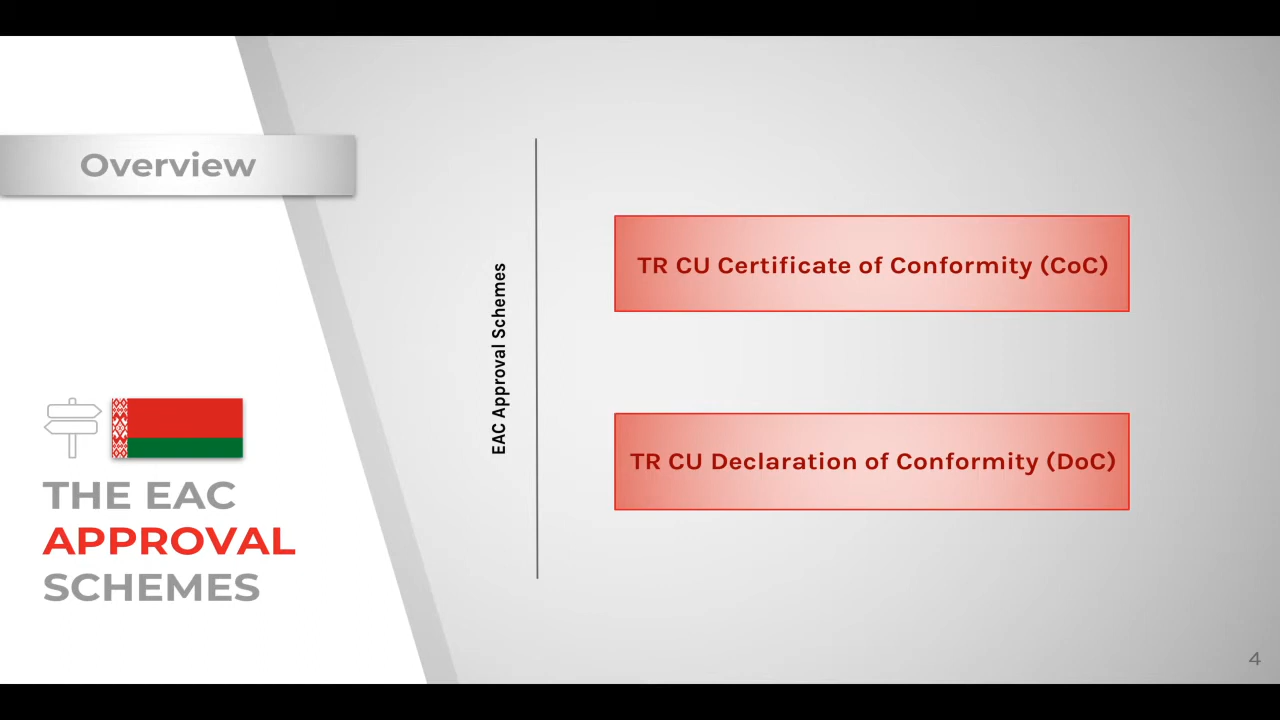 Overview
THE EAC
APPROVAL
SCHEMES
EAC Approval Schemes
TR CU Certificate of Conformity (CoC)
TR CU Declaration of Conformity (DoC)
4